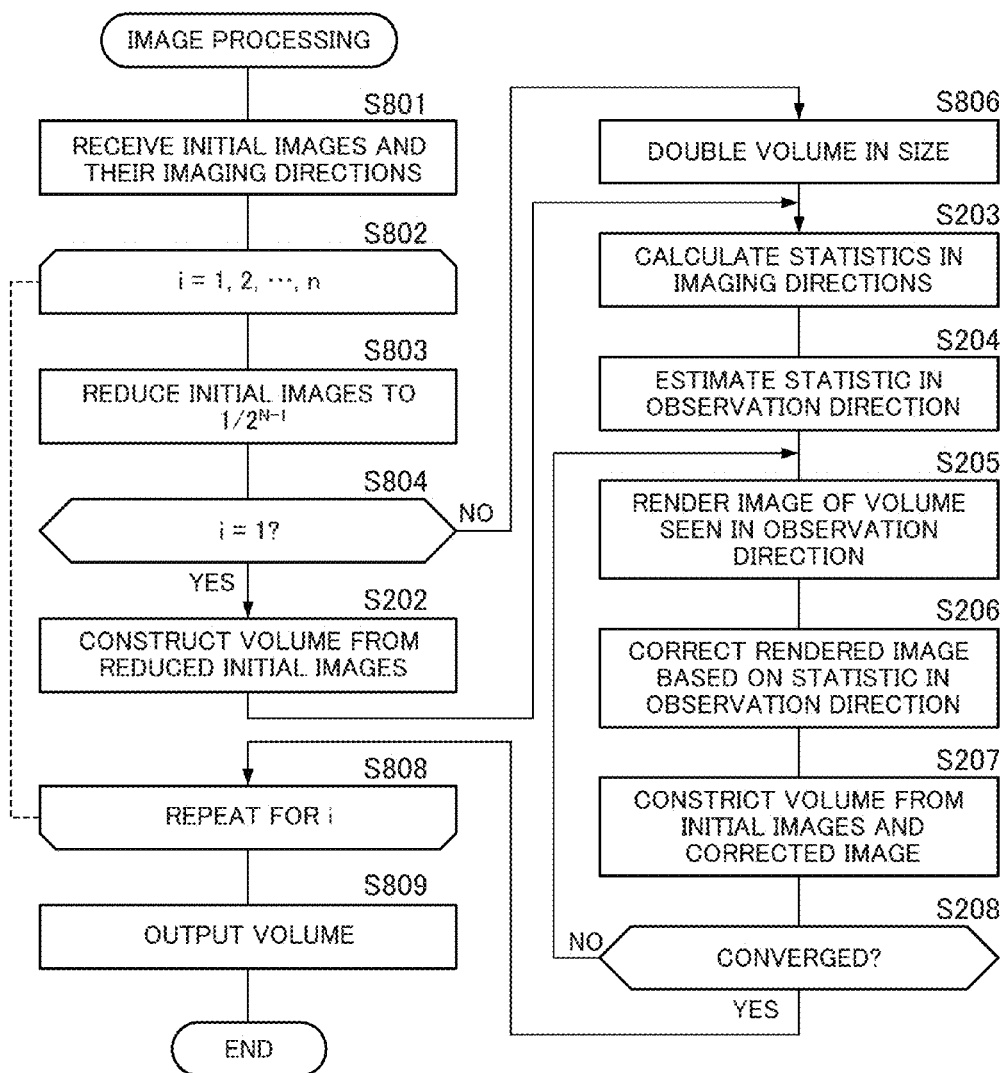 IMAGE PROCESSING
S801
RECEIVE INITIAL IMAGES AND
THEIR IMAGING DIRECTIONS
S802
i = 1, 2, ···, n
S803
REDUCE INITIAL IMAGES TO
1/2^N-I
S804
i = 1?
NO
YES
S202
CONSTRUCT VOLUME FROM
REDUCED INITIAL IMAGES
S808
REPEAT FOR i
S809
OUTPUT VOLUME
END
S806
DOUBLE VOLUME IN SIZE
S203
CALCULATE STATISTICS IN
IMAGING DIRECTIONS
S204
ESTIMATE STATISTIC IN
OBSERVATION DIRECTION
S205
RENDER IMAGE OF VOLUME
SEEN IN OBSERVATION
DIRECTION
S206
CORRECT RENDERED IMAGE
BASED ON STATISTIC IN
OBSERVATION DIRECTION
S207
CONSTRICT VOLUME FROM
INITIAL IMAGES AND
CORRECTED IMAGE
S208
NO
CONVERGED?
YES